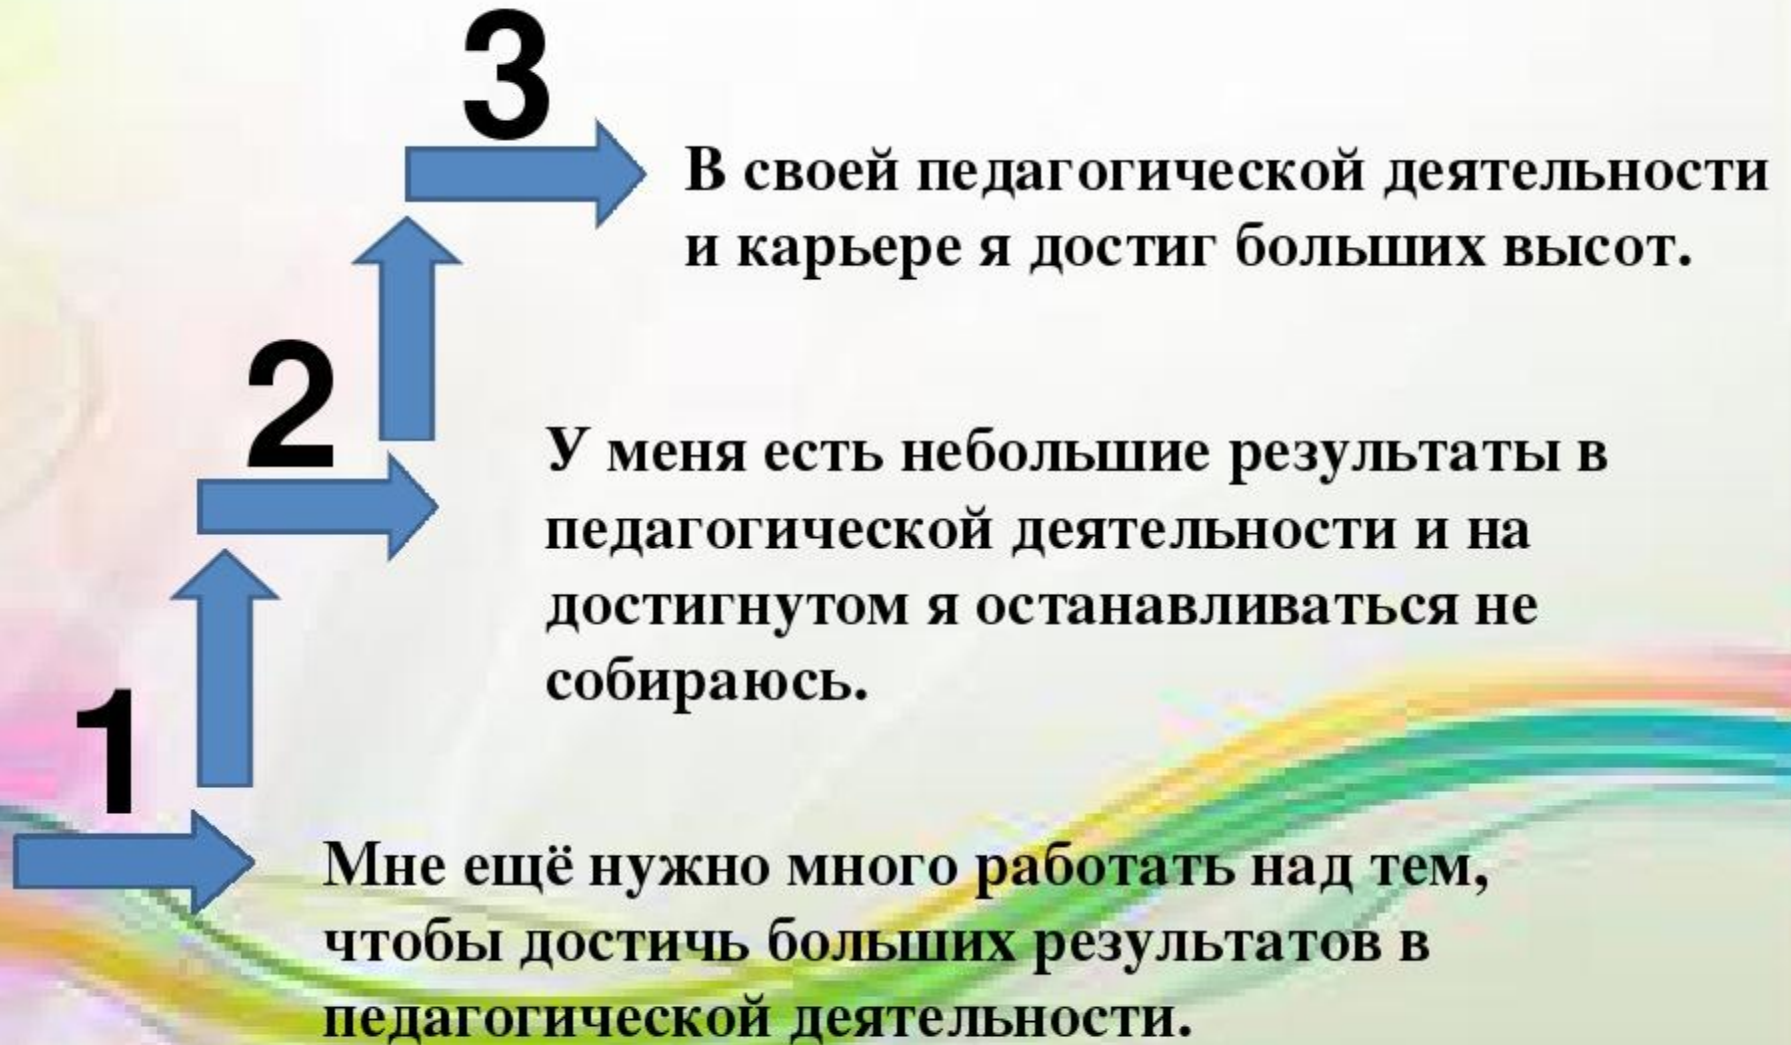 3
В своей педагогической деятельности
и карьере я достиг больших высот.
2
У меня есть небольшие результаты в
педагогической деятельности и на
достигнутом я останавливаться не
собираюсь.
1
Мне ещё нужно много работать над тем,
чтобы достичь больших результатов в
педагогической деятельности.